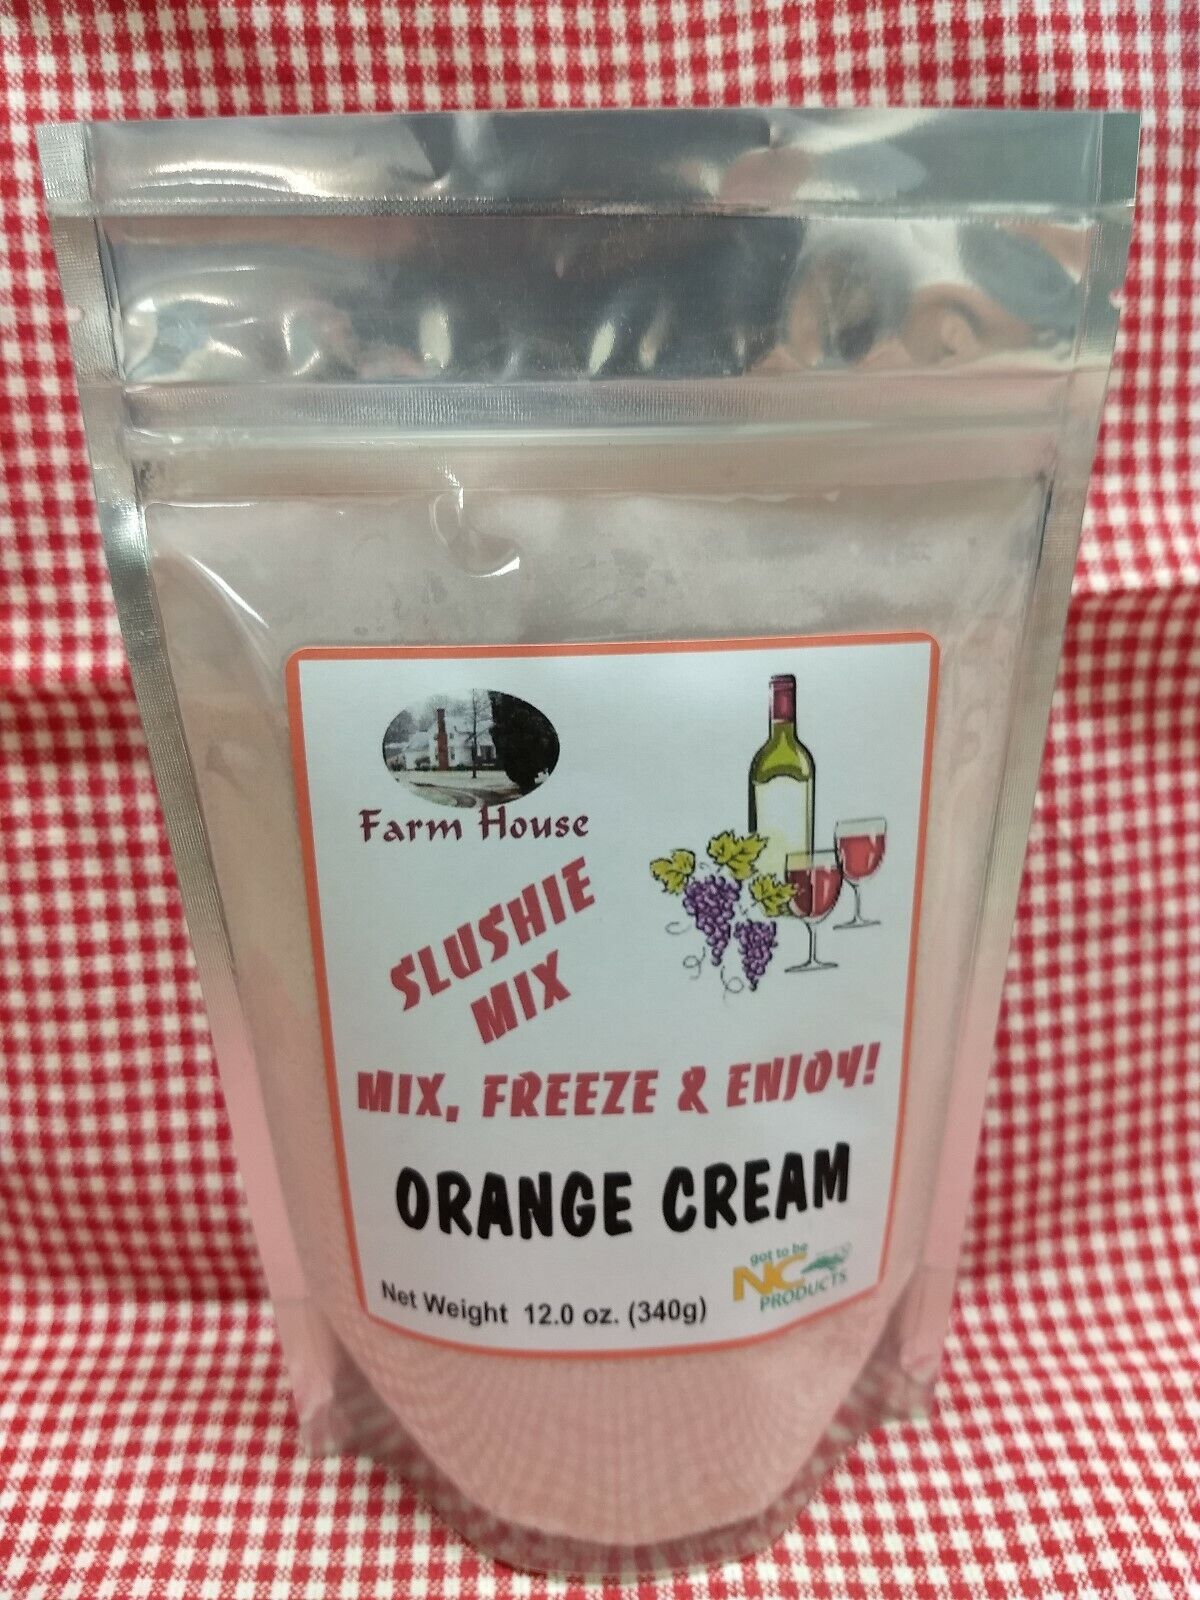 Farm House
SLUSHIE
MIX
MIX, FREEZE & ENJOY!
ORANGE CREAM
got to be
NC
PRODUCTS
Net Weight 12.0 oz. (340g)